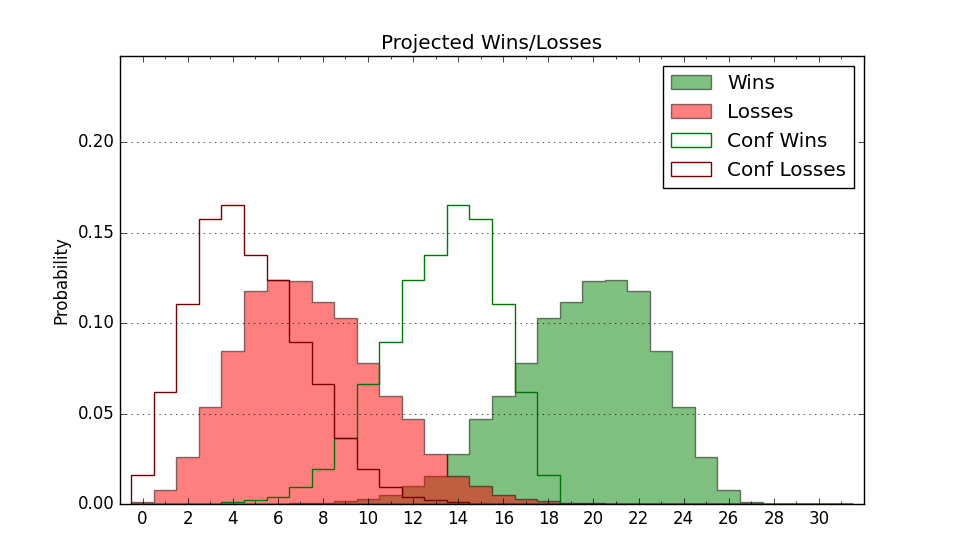 Projected Wins/Losses
Wins
Losses
Conf Wins
Conf Losses
Probability
0.20
0.15
0.10
0.05
0.00
0 2 4 6 8 10 12 14 16 18 20 22 24 26 28 30